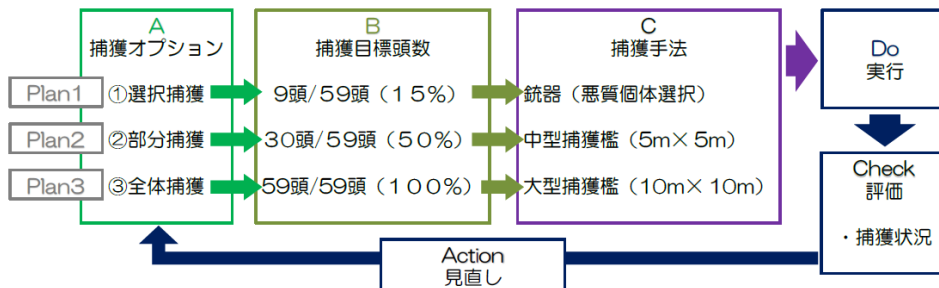 A
捕獲オプション
B
捕獲目標頭数
C
捕獲手法
Plan1
①選択捕獲
9頭/59頭（15%）
銃器（悪質個体選択）
Plan2
②部分捕獲
30頭/59頭（50%）
中型捕獲檻（5m×5m）
Plan3
③全体捕獲
59頭/59頭（100%）
大型捕獲檻（10m×10m）
Do
実行
Check
評価
・捕獲状況
Action
見直し